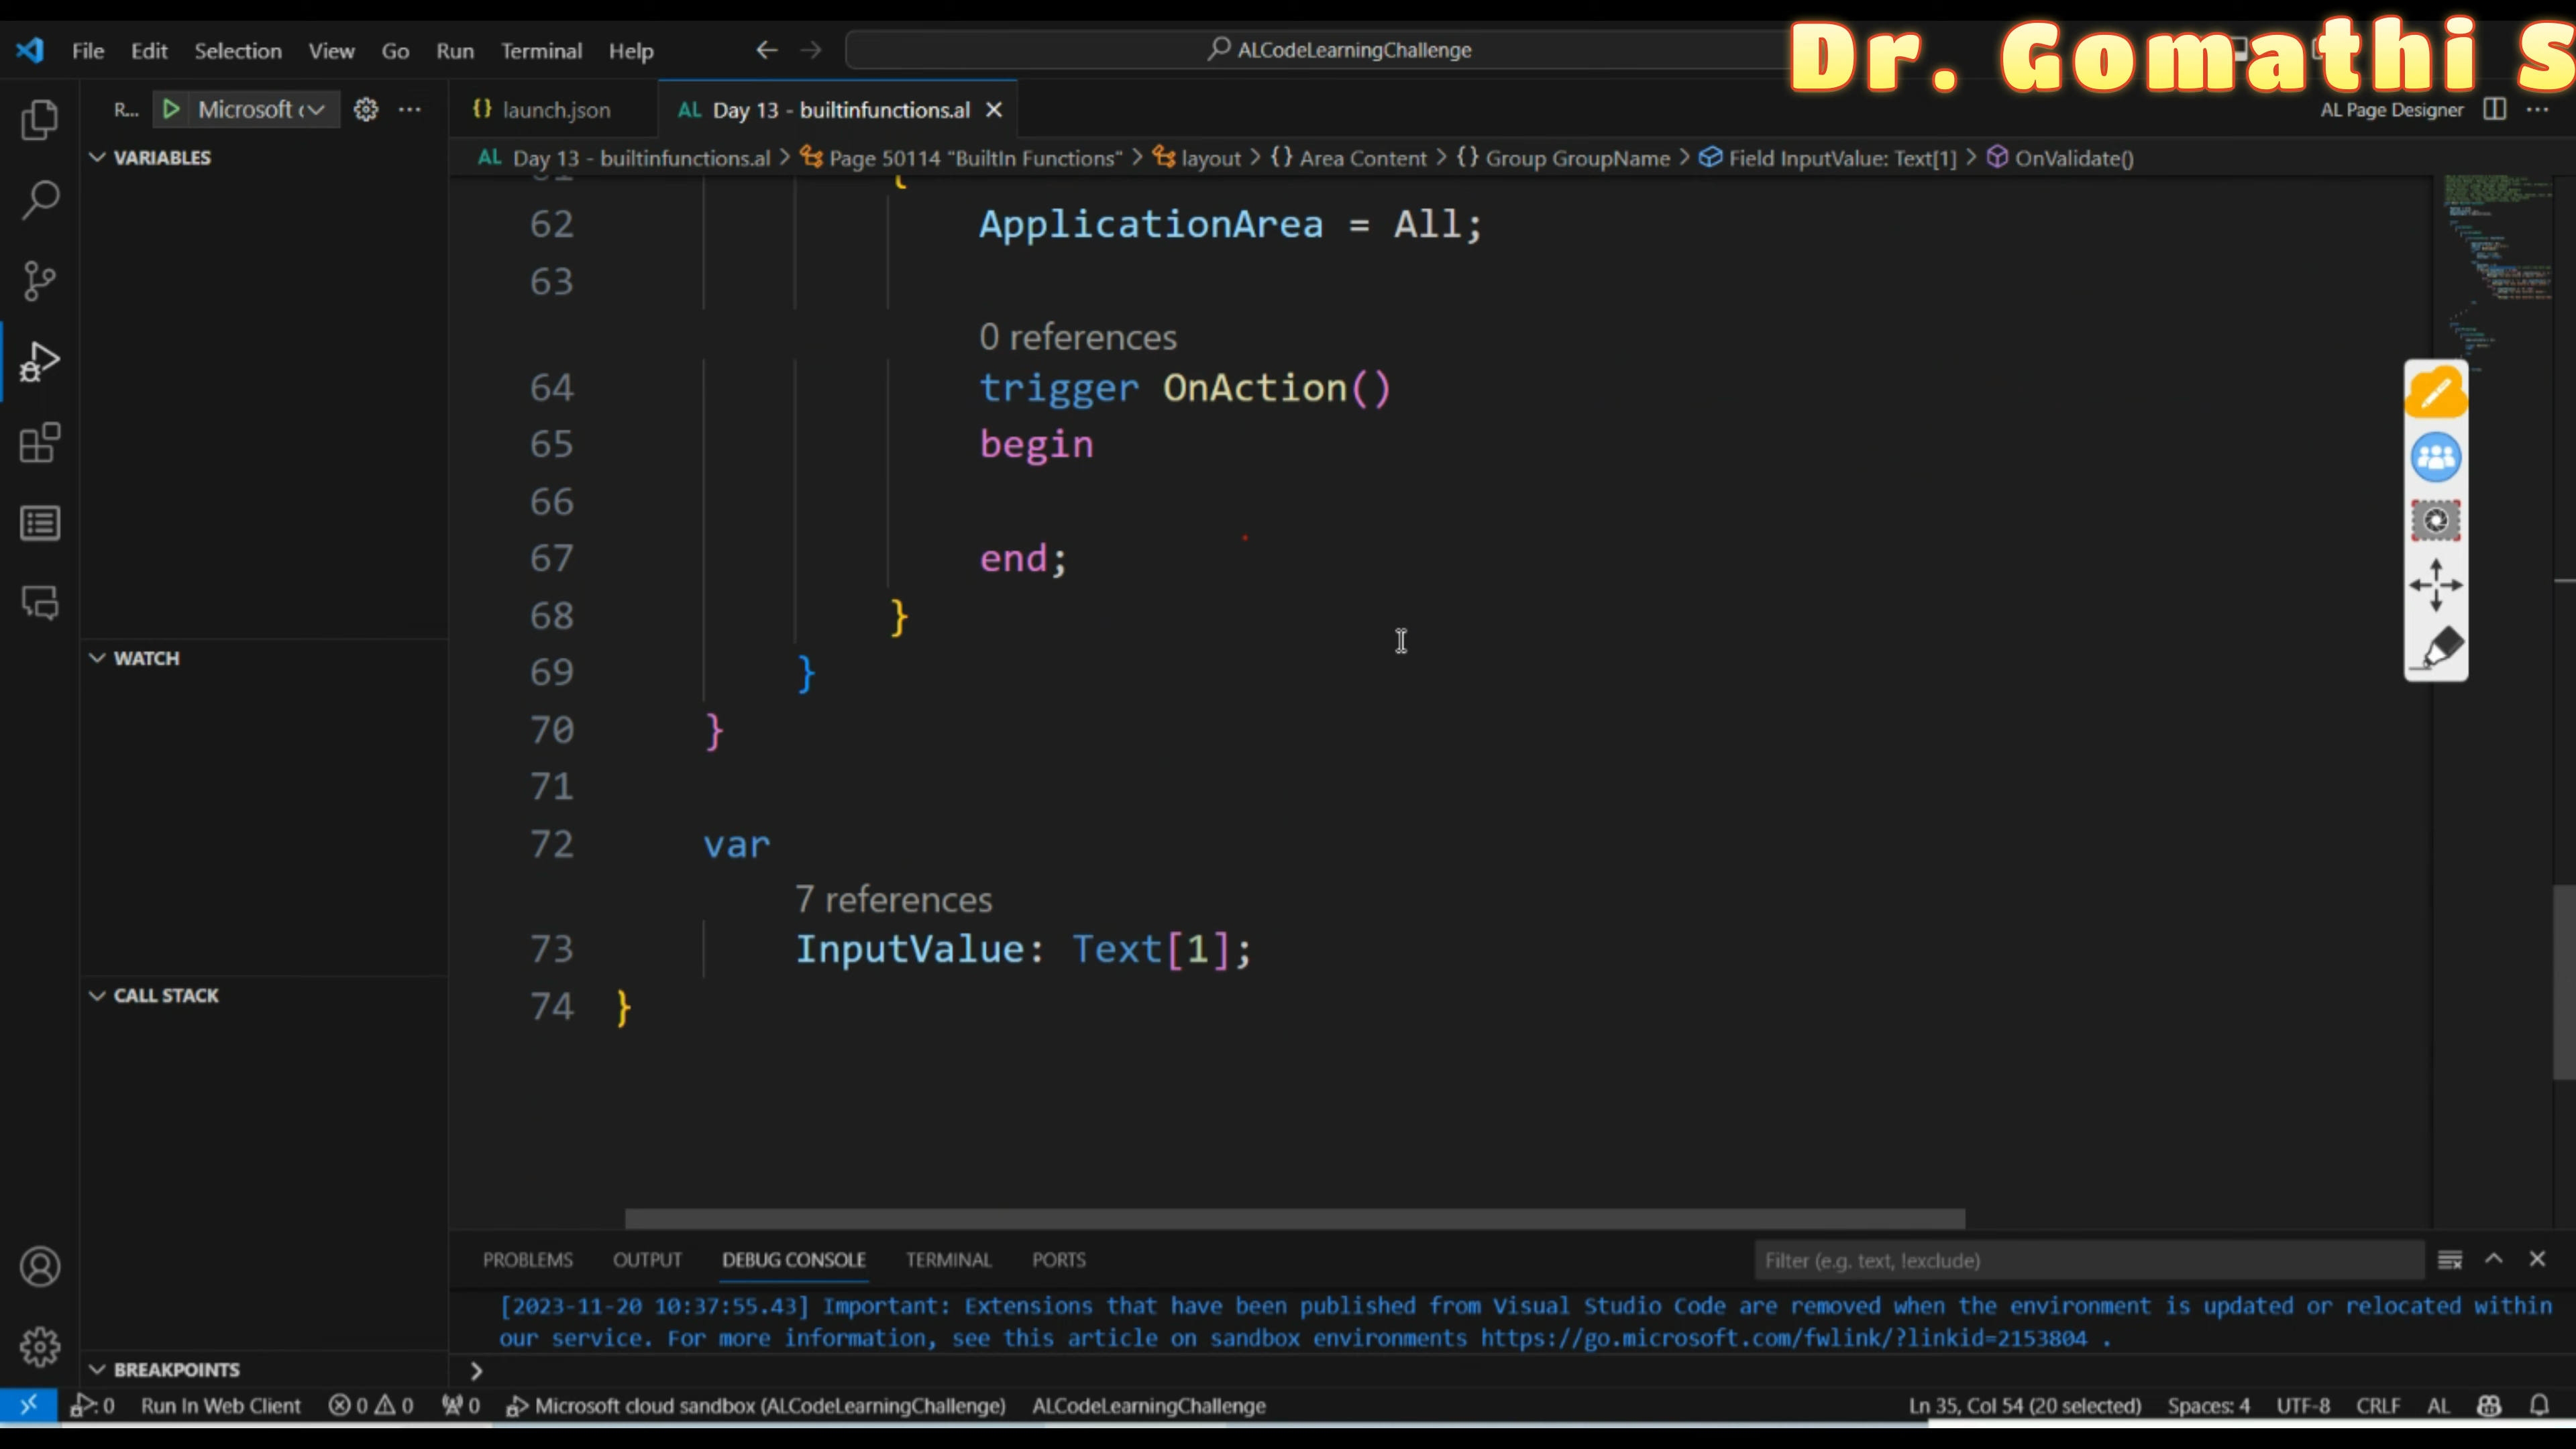 Dr. Gomathi S
File Edit Selection View Go Run Terminal Help
ALCodeLearningChallenge
R... Microsoft
launch.json
AL Day 13 - builtinfunctions.al
AL Page Designer
AL Day 13 - builtinfunctions.al > Page 50114 "BuiltIn Functions" > layout > {} Area Content > {} Group GroupName > Field InputValue: Text[1] > OnValidate()
VARIABLES
WATCH
CALL STACK
BREAKPOINTS
61 {
62 ApplicationArea = All;
63
0 references
64 trigger OnAction()
65 begin
66
67 end;
68 }
69 }
70 }
71
72 var
7 references
73 InputValue: Text[1];
74 }
PROBLEMS OUTPUT DEBUG CONSOLE TERMINAL PORTS
Filter (e.g. text, !exclude)
[2023-11-20 10:37:55.43] Important: Extensions that have been published from Visual Studio Code are removed when the environment is updated or relocated within
our service. For more information, see this article on sandbox environments https://go.microsoft.com/fwlink/?linkid=2153804 .
0 Run In Web Client 0 0 0 Microsoft cloud sandbox (ALCodeLearningChallenge) ALCodeLearningChallenge
Ln 35, Col 54 (20 selected) Spaces: 4 UTF-8 CRLF AL